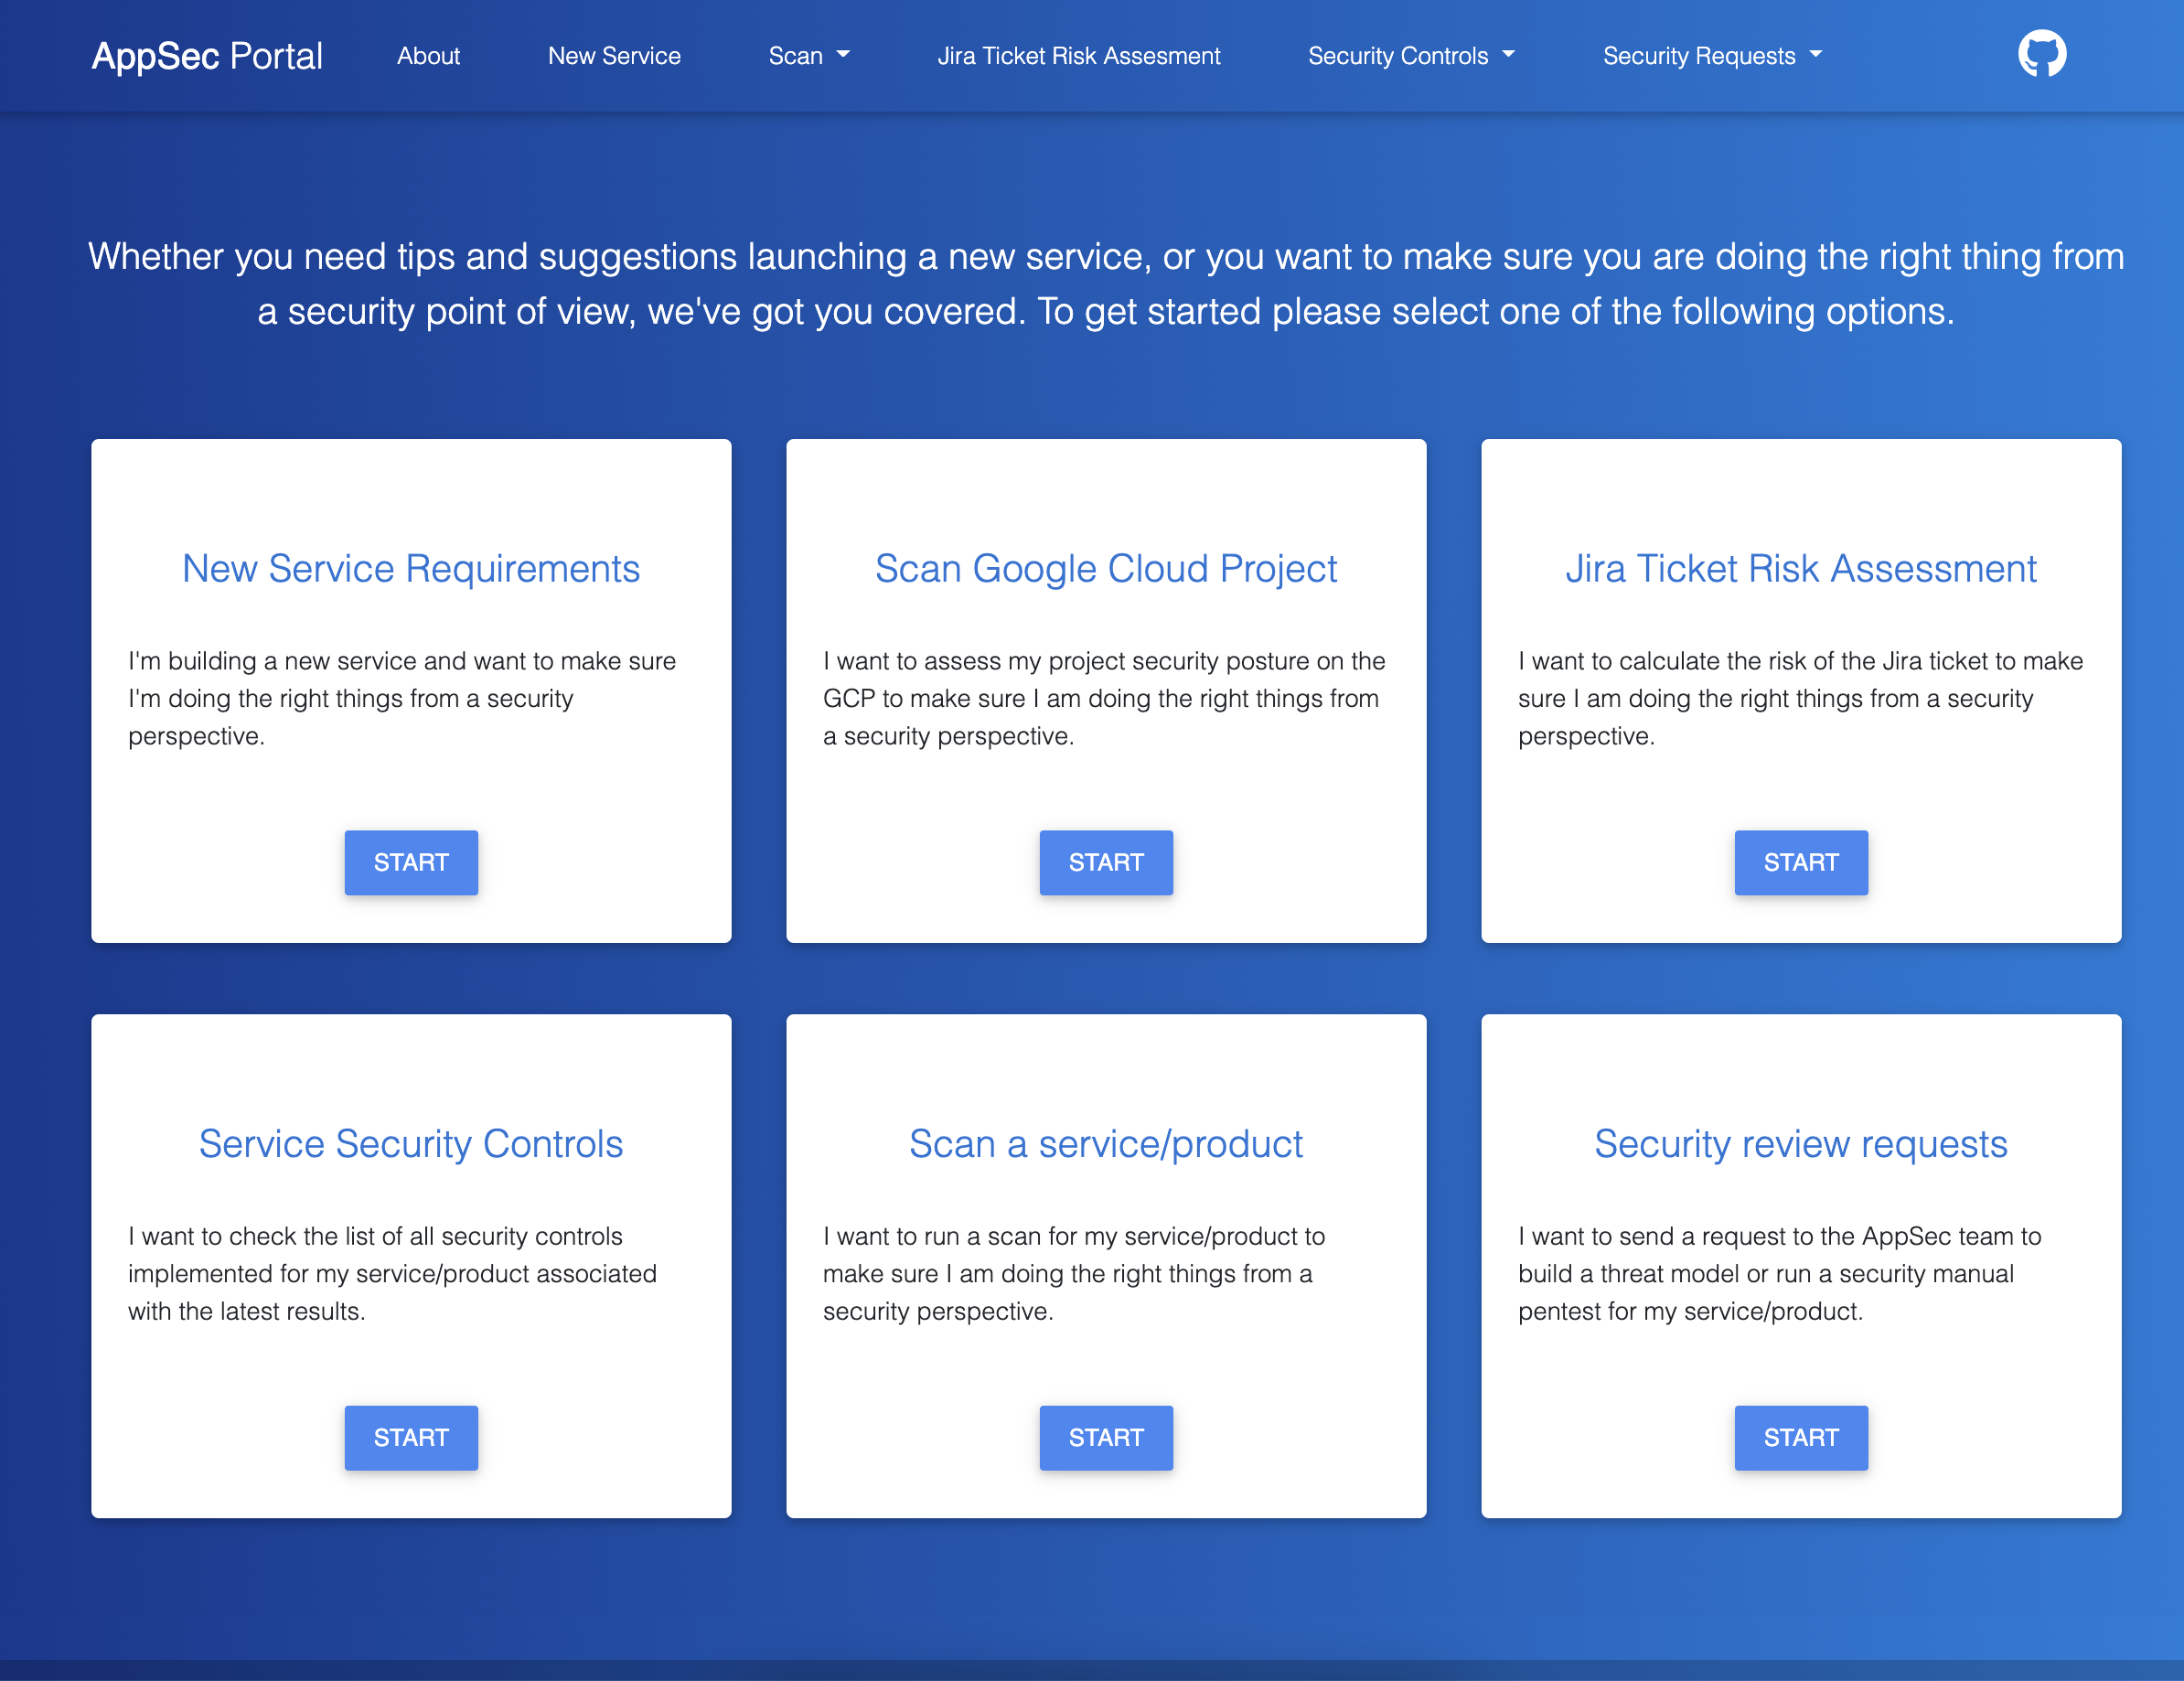 AppSec Portal About New Service Scan Jira Ticket Risk Assesment Security Controls Security Requests
Whether you need tips and suggestions launching a new service, or you want to make sure you are doing the right thing from
a security point of view, we've got you covered. To get started please select one of the following options.
New Service Requirements
I'm building a new service and want to make sure
I'm doing the right things from a security
perspective.
START
Scan Google Cloud Project
I want to assess my project security posture on the
GCP to make sure I am doing the right things from
a security perspective.
START
Jira Ticket Risk Assessment
I want to calculate the risk of the Jira ticket to make
sure I am doing the right things from a security
perspective.
START
Service Security Controls
I want to check the list of all security controls
implemented for my service/product associated
with the latest results.
START
Scan a service/product
I want to run a scan for my service/product to
make sure I am doing the right things from a
security perspective.
START
Security review requests
I want to send a request to the AppSec team to
build a threat model or run a security manual
pentest for my service/product.
START